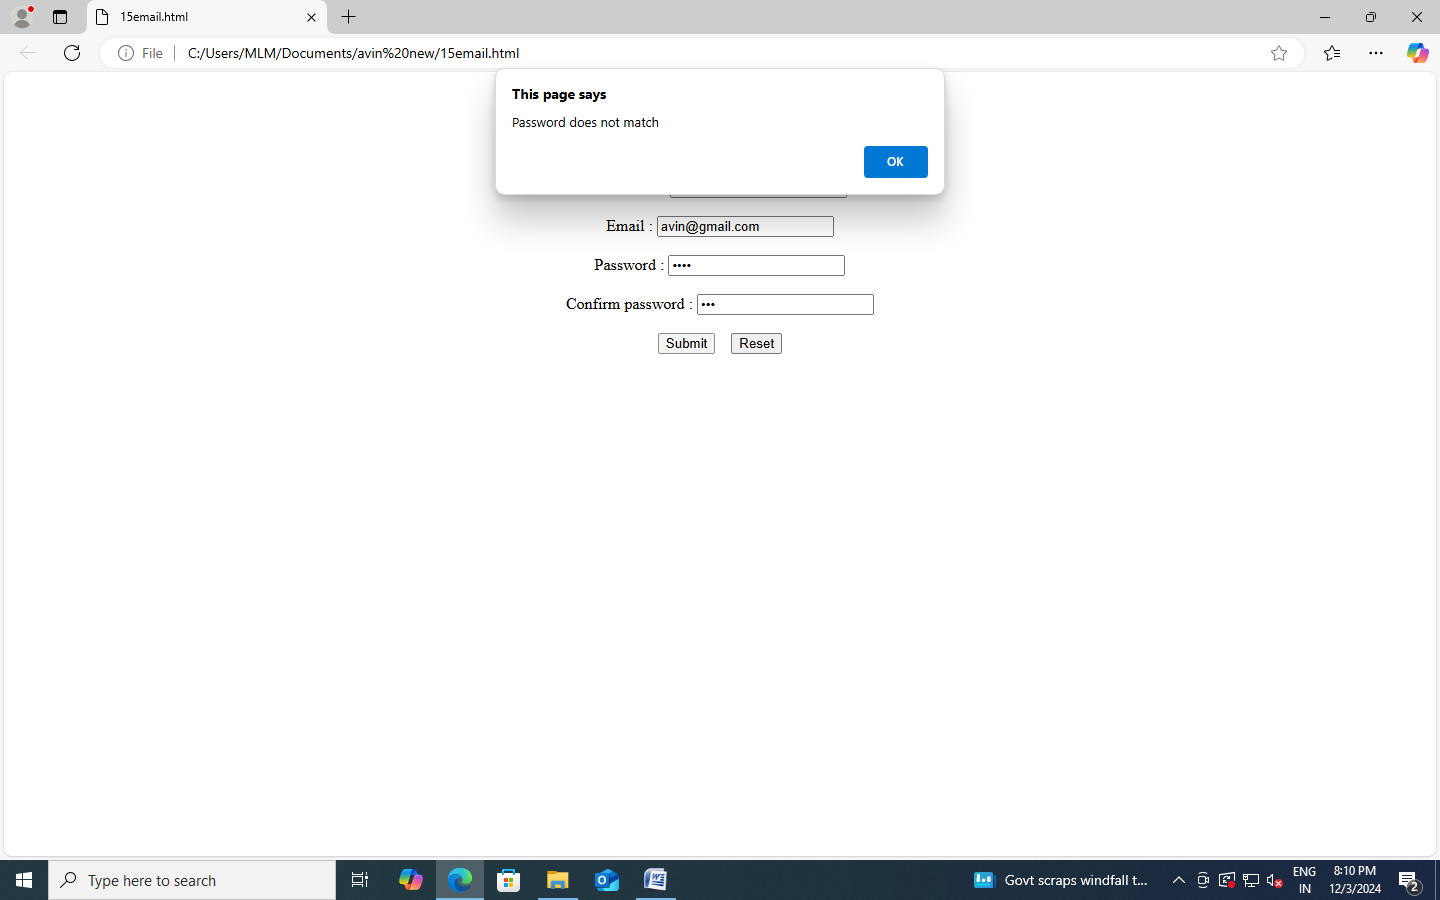 15email.html
File
C:/Users/MLM/Documents/avin%20new/15email.html
This page says
Password does not match
OK
Email : avin@gmail.com
Password : ••••
Confirm password : •••
Submit Reset
Type here to search
Govt scraps windfall t...
ENG
IN
8:10 PM
12/3/2024
2